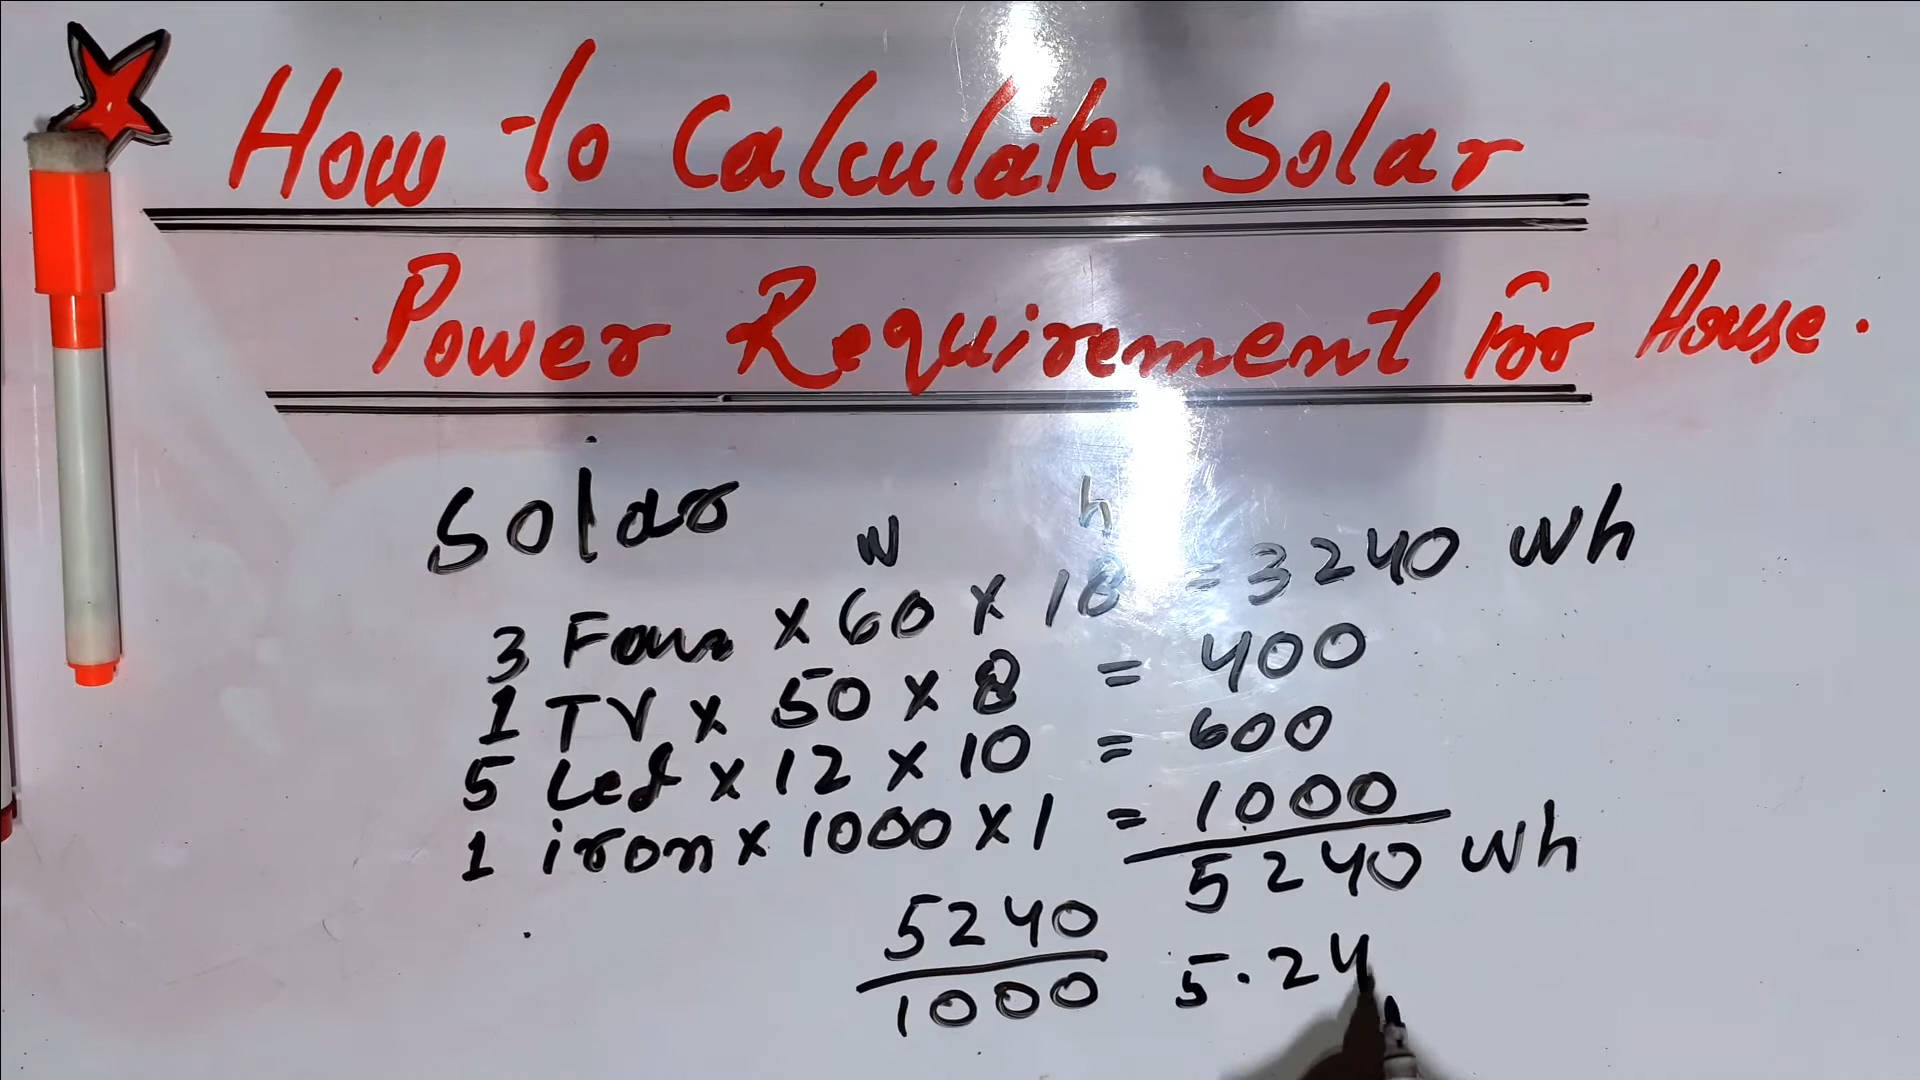 How to Calculate Solar
Power Requirement for House.
Solar
W h
3 Fans x 60 x 18 = 3240 Wh
1 TV x 50 x 8 = 400
5 Led x 12 x 10 = 600
1 iron x 1000 x 1 = 1000
5240 Wh
5240
1000
5.24